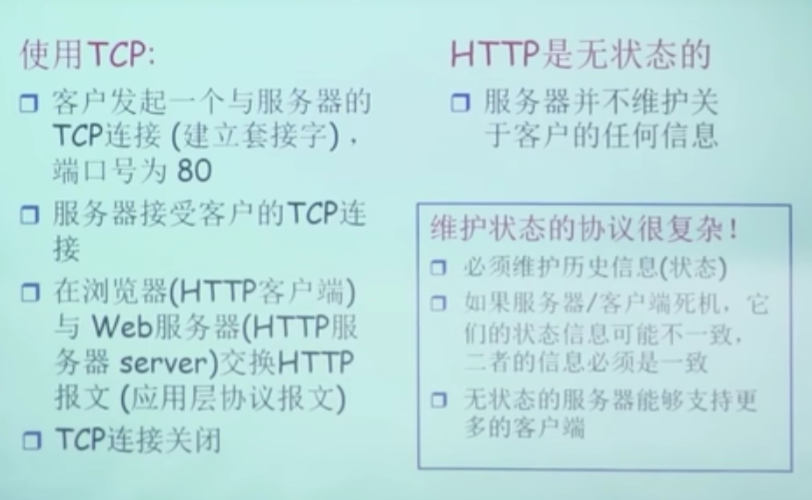 使用TCP:
客户发起一个与服务器的
TCP连接 (建立套接字) ，
端口号为 80
服务器接受客户的TCP连
接
在浏览器(HTTP客户端)
与 Web服务器(HTTP服
务器 server)交换HTTP
报文 (应用层协议报文)
TCP连接关闭
HTTP是无状态的
服务器并不维护关
于客户的任何信息
维护状态的协议很复杂！
必须维护历史信息(状态)
如果服务器/客户端死机，它
们的状态信息可能不一致，
二者的信息必须是一致
无状态的服务器能够支持更
多的客户端